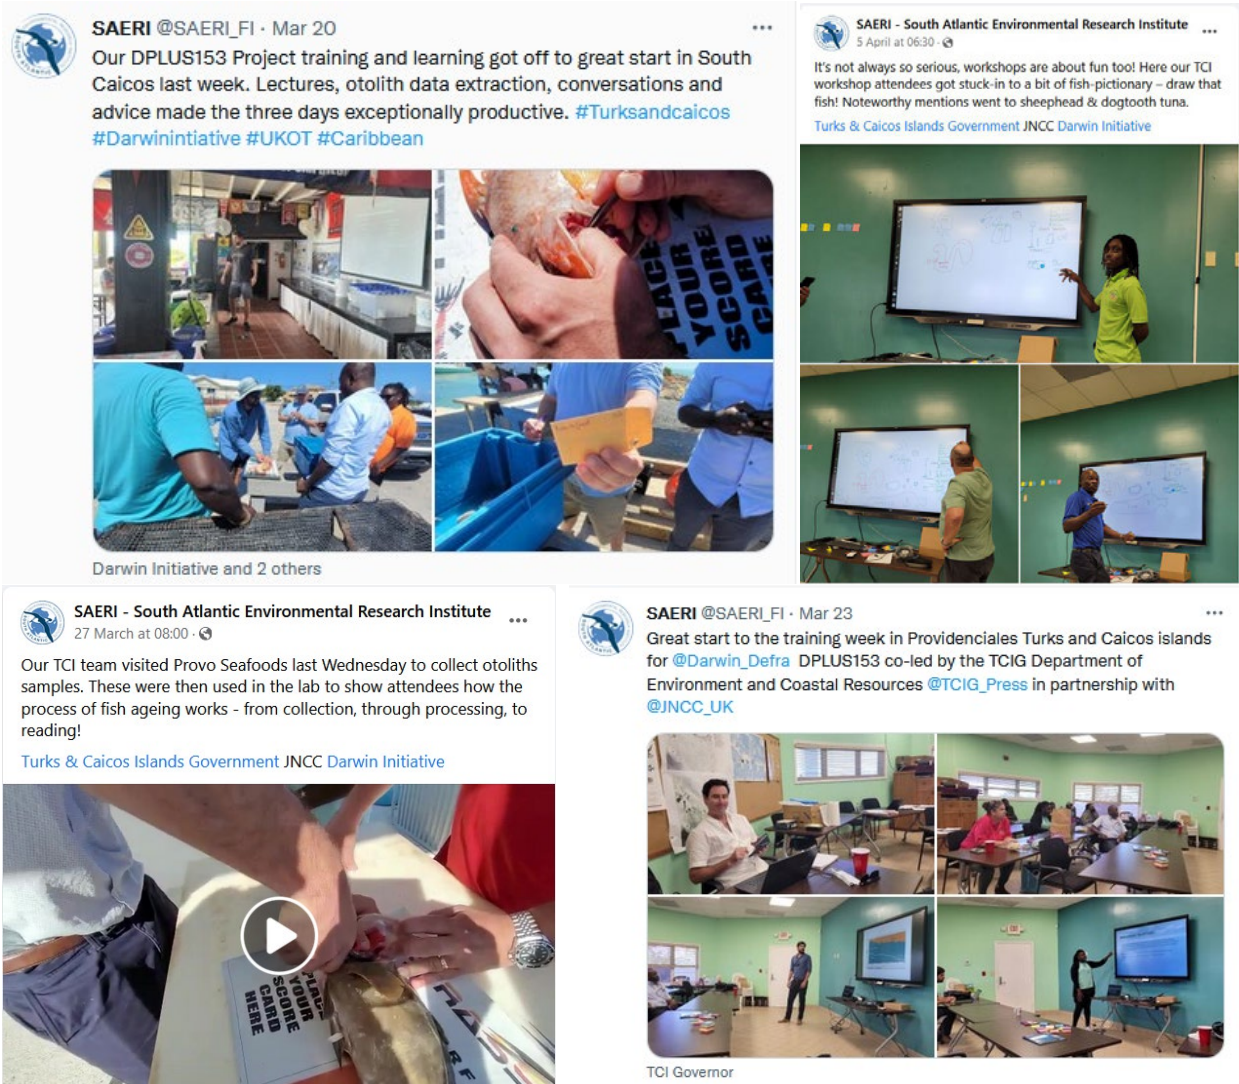 SAERI @SAERI_FI · Mar 20
Our DPLUS153 Project training and learning got off to great start in South
Caicos last week. Lectures, otolith data extraction, conversations and
advice made the three days exceptionally productive. #Turksandcaicos
#Darwinintiative #UKOT #Caribbean
PLACE
YOUR
SCORE
CARD
Darwin Initiative and 2 others
SAERI - South Atlantic Environmental Research Institute
5 April at 06:30 ·
It's not always so serious, workshops are about fun too! Here our TCI
workshop attendees got stuck-in to a bit of fish-pictionary – draw that
fish! Noteworthy mentions went to sheephead & dogtooth tuna.
Turks & Caicos Islands Government JNCC Darwin Initiative
SAERI - South Atlantic Environmental Research Institute
27 March at 08:00 ·
Our TCI team visited Provo Seafoods last Wednesday to collect otoliths
samples. These were then used in the lab to show attendees how the
process of fish ageing works - from collection, through processing, to
reading!
Turks & Caicos Islands Government JNCC Darwin Initiative
PLACE
YOUR
SCORE
CARD
HERE
SAERI @SAERI_FI · Mar 23
Great start to the training week in Providenciales Turks and Caicos islands
for @Darwin_Defra DPLUS153 co-led by the TCIG Department of
Environment and Coastal Resources @TCIG_Press in partnership with
@JNCC_UK
TCI Governor